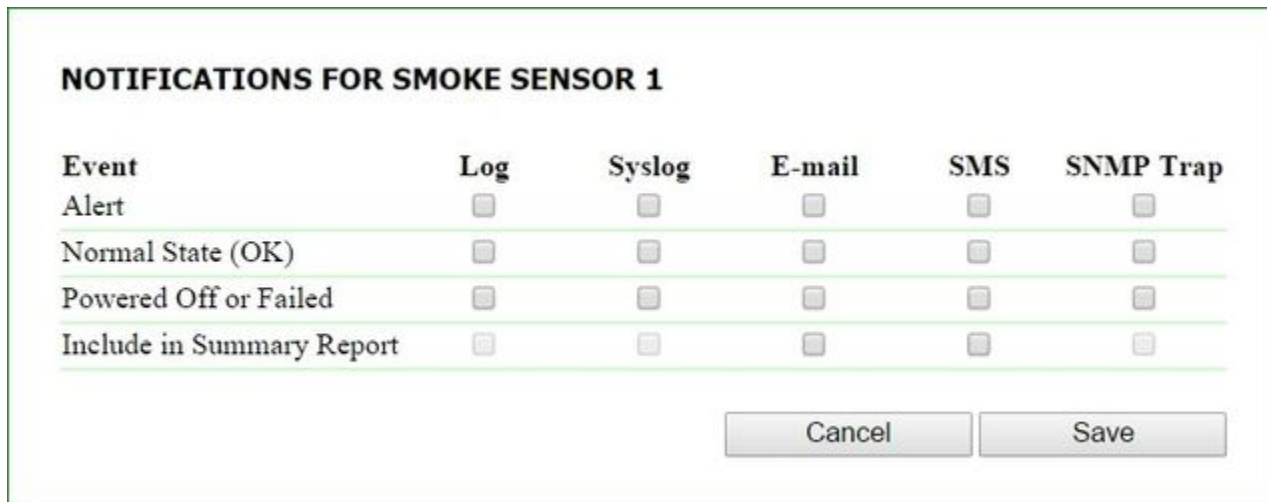 NOTIFICATIONS FOR SMOKE SENSOR 1
Event Log Syslog E-mail SMS SNMP Trap
Alert
Normal State (OK)
Powered Off or Failed
Include in Summary Report
Cancel Save